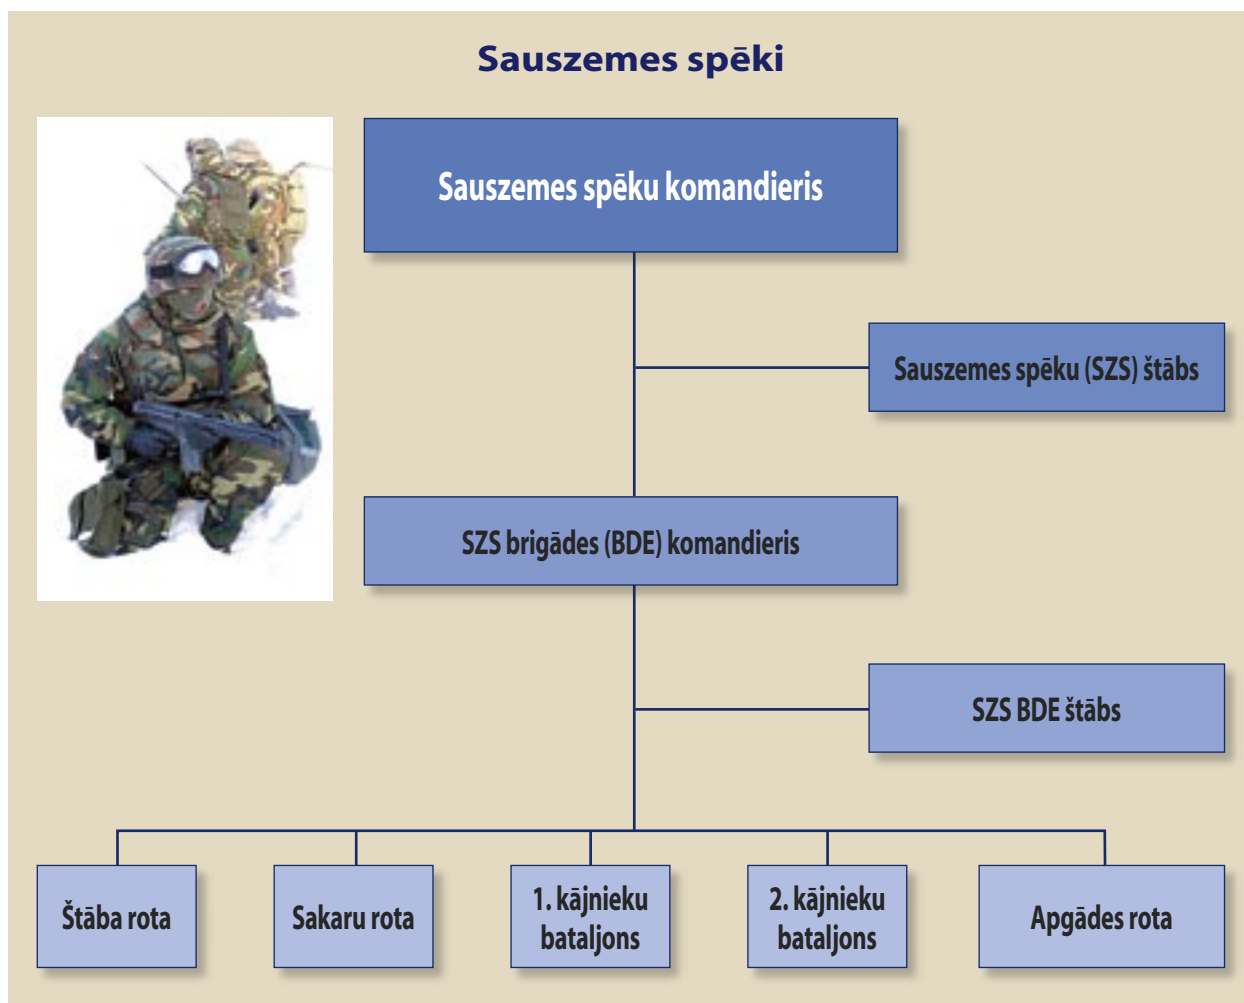 Sauszemes spēki
Sauszemes spēku komandieris
Sauszemes spēku (SZS) štābs
SZS brigādes (BDE) komandieris
SZS BDE štābs
Štāba rota
Sakaru rota
1. kājnieku
bataljons
2. kājnieku
bataljons
Apgādes rota